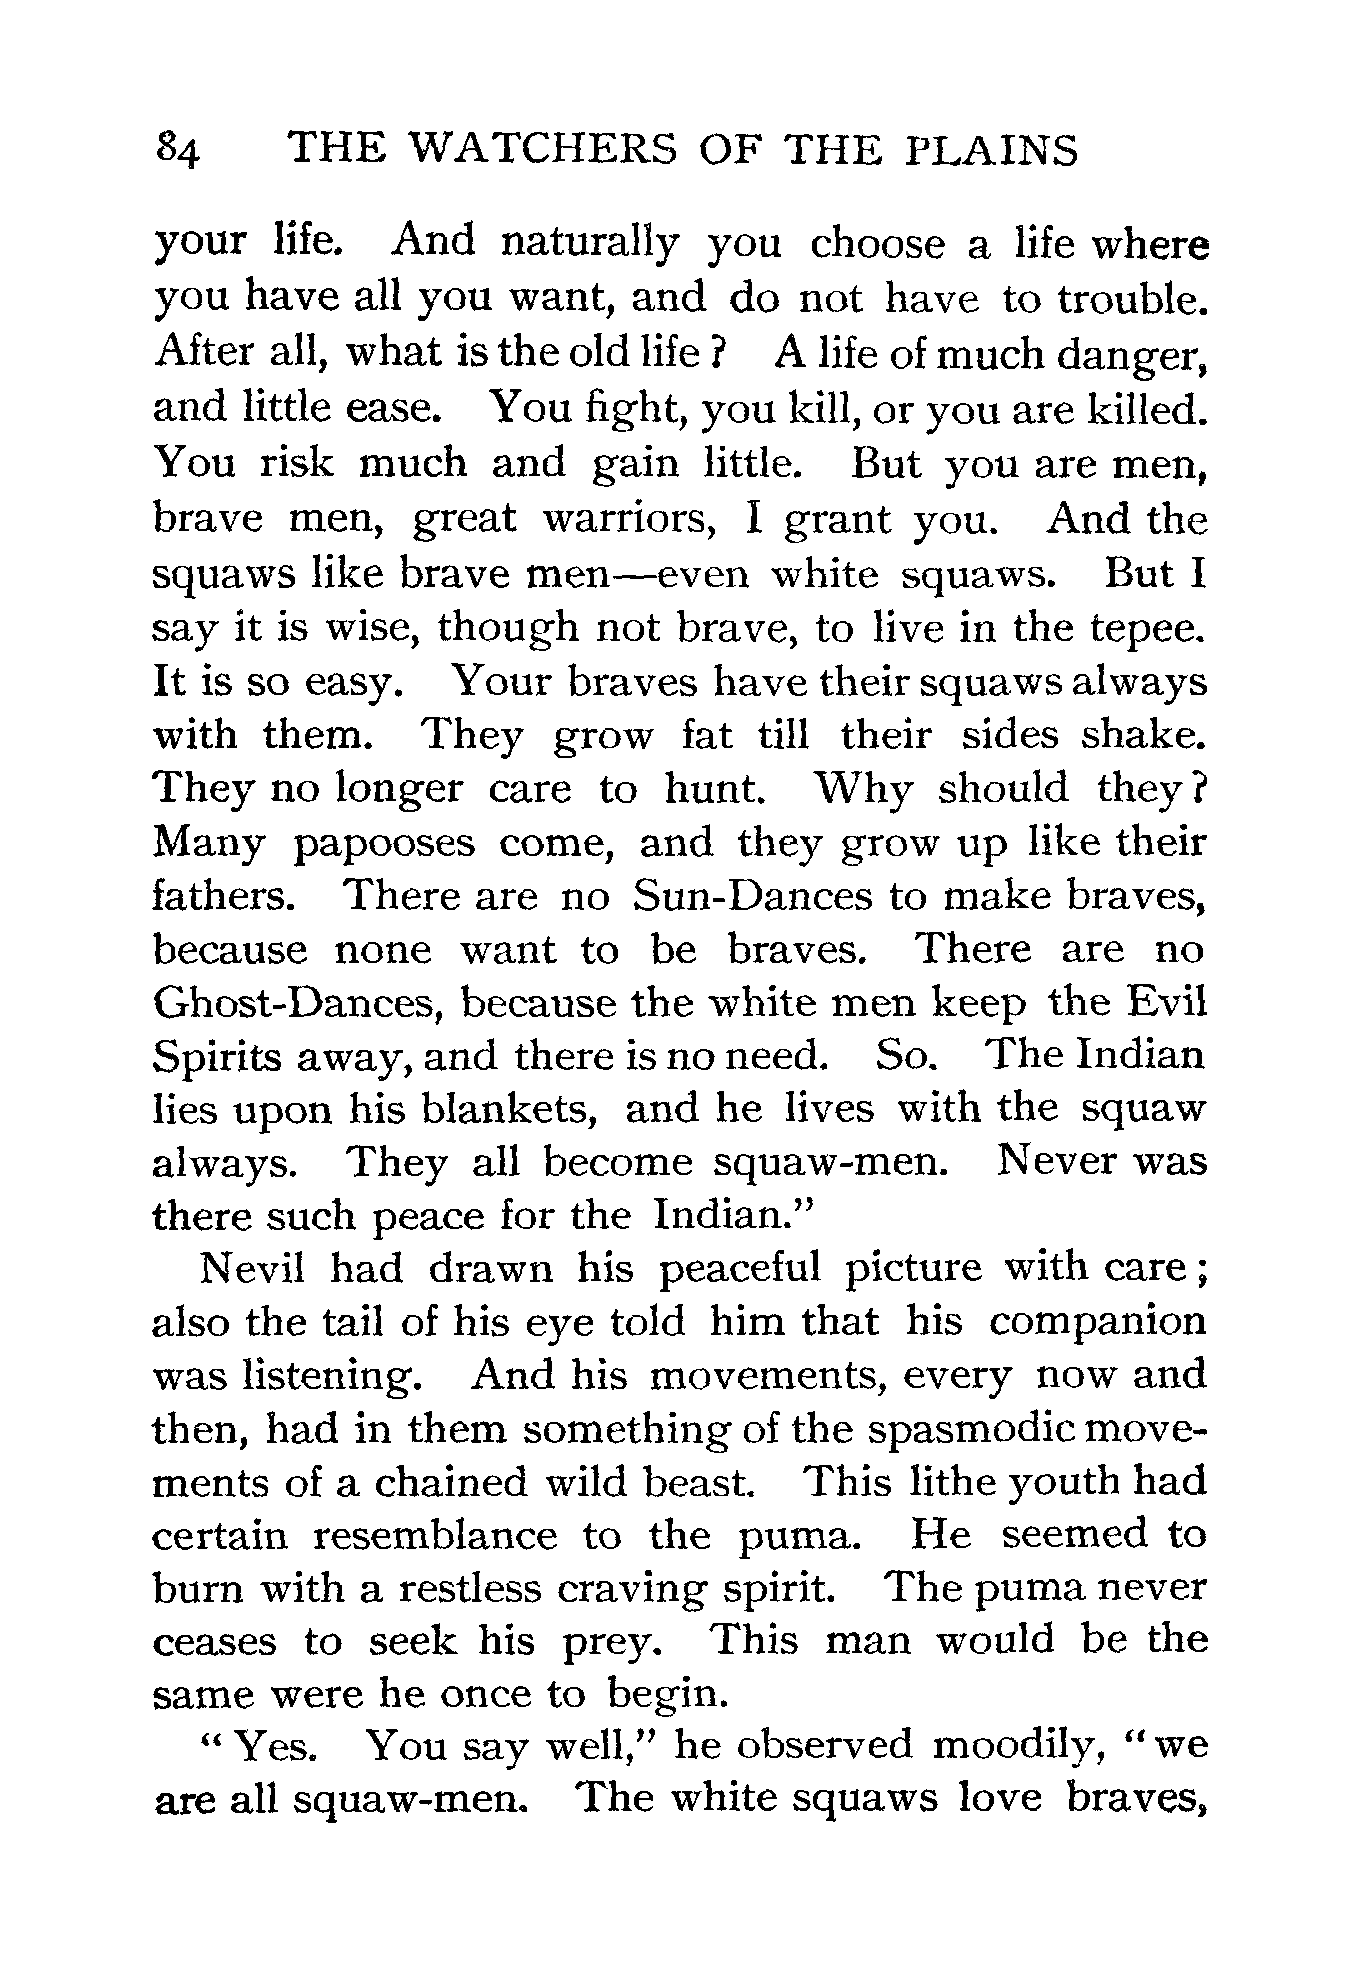 84 THE WATCHERS OF THE PLAINS
your life. And naturally you choose a life where
you have all you want, and do not have to trouble.
After all, what is the old life ? A life of much danger,
and little ease. You fight, you kill, or you are killed.
You risk much and gain little. But you are men,
brave men, great warriors, I grant you. And the
squaws like brave men—even white squaws. But I
say it is wise, though not brave, to live in the tepee.
It is so easy. Your braves have their squaws always
with them. They grow fat till their sides shake.
They no longer care to hunt. Why should they ?
Many papooses come, and they grow up like their
fathers. There are no Sun-Dances to make braves,
because none want to be braves. There are no
Ghost-Dances, because the white men keep the Evil
Spirits away, and there is no need. So. The Indian
lies upon his blankets, and he lives with the squaw
always. They all become squaw-men. Never was
there such peace for the Indian.”
Nevil had drawn his peaceful picture with care ;
also the tail of his eye told him that his companion
was listening. And his movements, every now and
then, had in them something of the spasmodic move-
ments of a chained wild beast. This lithe youth had
certain resemblance to the puma. He seemed to
burn with a restless craving spirit. The puma never
ceases to seek his prey. This man would be the
same were he once to begin.
“ Yes. You say well,” he observed moodily, “ we
are all squaw-men. The white squaws love braves,